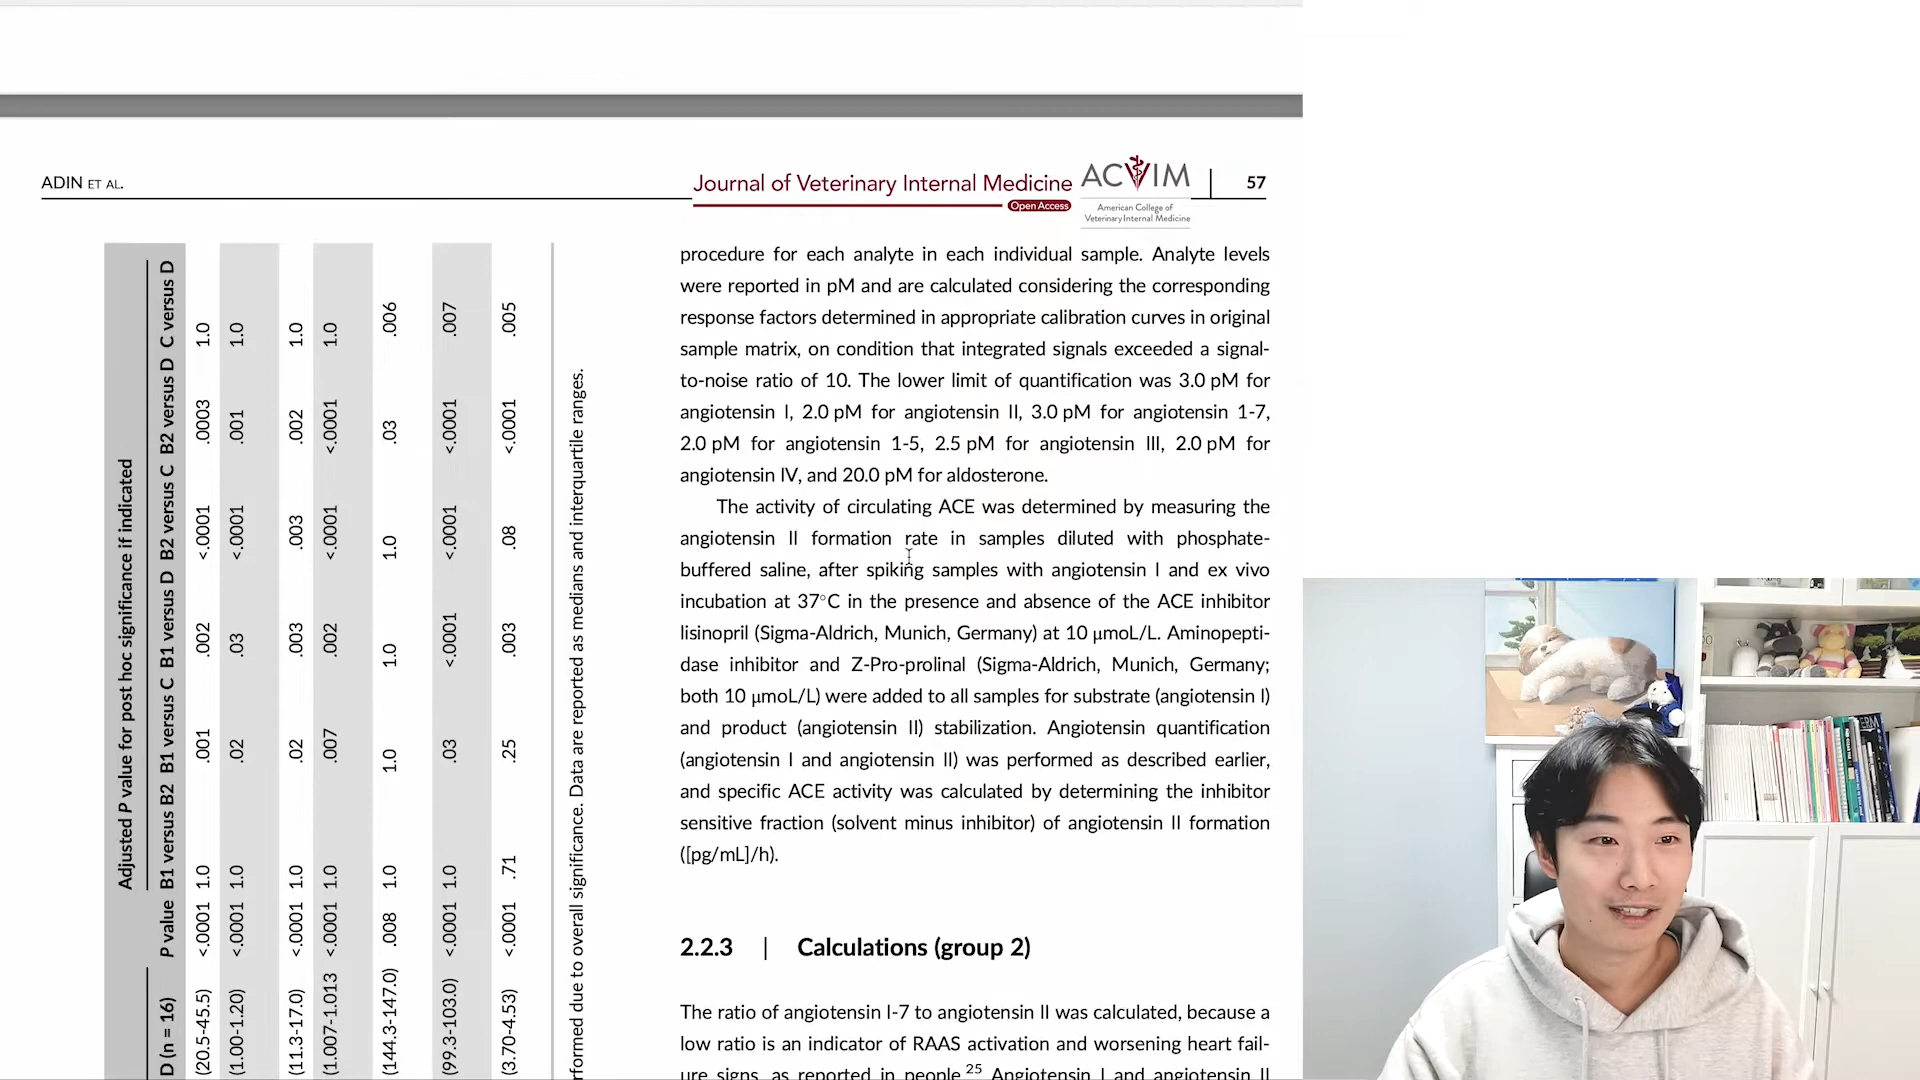 ADIN ET AL.
Journal of Veterinary Internal Medicine
Open Access
ACVIM
American College of
Veterinary Internal Medicine
57
Adjusted P value for post hoc significance if indicated
D (n = 16) P value B1 versus B2 B1 versus C B1 versus D B2 versus C B2 versus D C versus D
(20.5-45.5) <.0001 1.0 .001 .002 <.0001 .0003 1.0
(1.00-1.20) <.0001 1.0 .02 .03 <.0001 .001 1.0
(11.3-17.0) <.0001 1.0 .02 .003 .003 .002 1.0
(1.007-1.013 <.0001 1.0 .007 .002 <.0001 <.0001 1.0
(144.3-147.0) .008 1.0 1.0 1.0 1.0 .03 .006
(99.3-103.0) <.0001 1.0 .03 <.0001 <.0001 <.0001 .007
(3.70-4.53) <.0001 .71 .25 .003 .08 <.0001 .005
rformed due to overall significance. Data are reported as medians and interquartile ranges.
procedure for each analyte in each individual sample. Analyte levels
were reported in pM and are calculated considering the corresponding
response factors determined in appropriate calibration curves in original
sample matrix, on condition that integrated signals exceeded a signal-
to-noise ratio of 10. The lower limit of quantification was 3.0 pM for
angiotensin I, 2.0 pM for angiotensin II, 3.0 pM for angiotensin 1-7,
2.0 pM for angiotensin 1-5, 2.5 pM for angiotensin III, 2.0 pM for
angiotensin IV, and 20.0 pM for aldosterone.
The activity of circulating ACE was determined by measuring the
angiotensin II formation rate in samples diluted with phosphate-
buffered saline, after spiking samples with angiotensin I and ex vivo
incubation at 37°C in the presence and absence of the ACE inhibitor
lisinopril (Sigma-Aldrich, Munich, Germany) at 10 μmoL/L. Aminopepti-
dase inhibitor and Z-Pro-prolinal (Sigma-Aldrich, Munich, Germany;
both 10 μmoL/L) were added to all samples for substrate (angiotensin I)
and product (angiotensin II) stabilization. Angiotensin quantification
(angiotensin I and angiotensin II) was performed as described earlier,
and specific ACE activity was calculated by determining the inhibitor
sensitive fraction (solvent minus inhibitor) of angiotensin II formation
([pg/mL]/h).
2.2.3 | Calculations (group 2)
The ratio of angiotensin I-7 to angiotensin II was calculated, because a
low ratio is an indicator of RAAS activation and worsening heart fail-
ure signs, as reported in people.25 Angiotensin I and angiotensin II